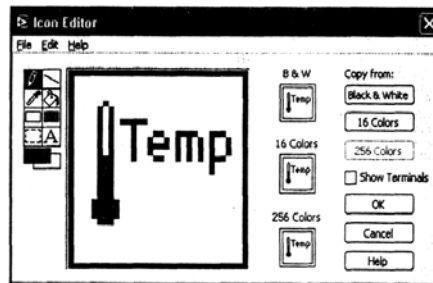 Icon Editor
File Edit Help
B & W
Temp
16 Colors
Temp
256 Colors
Temp
Temp
A
Copy from:
Black & White
16 Colors
256 Colors
Show Terminals
OK
Cancel
Help